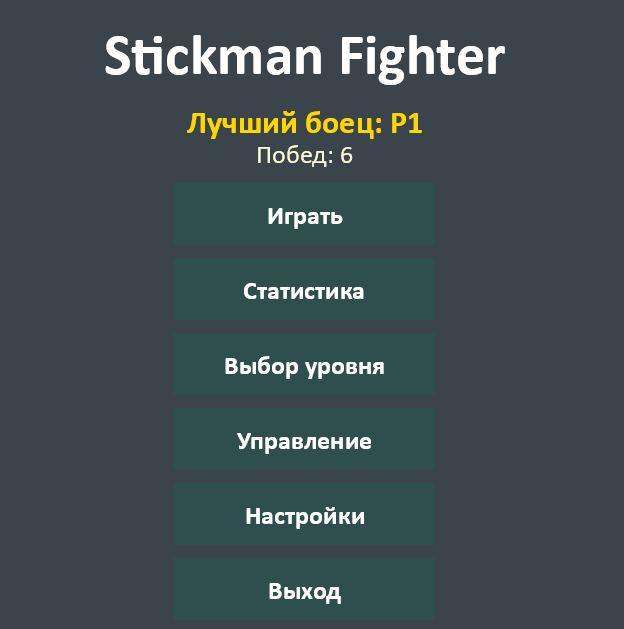 Stickman Fighter
Лучший боец: P1
Побед: 6
Играть
Статистика
Выбор уровня
Управление
Настройки
Выход